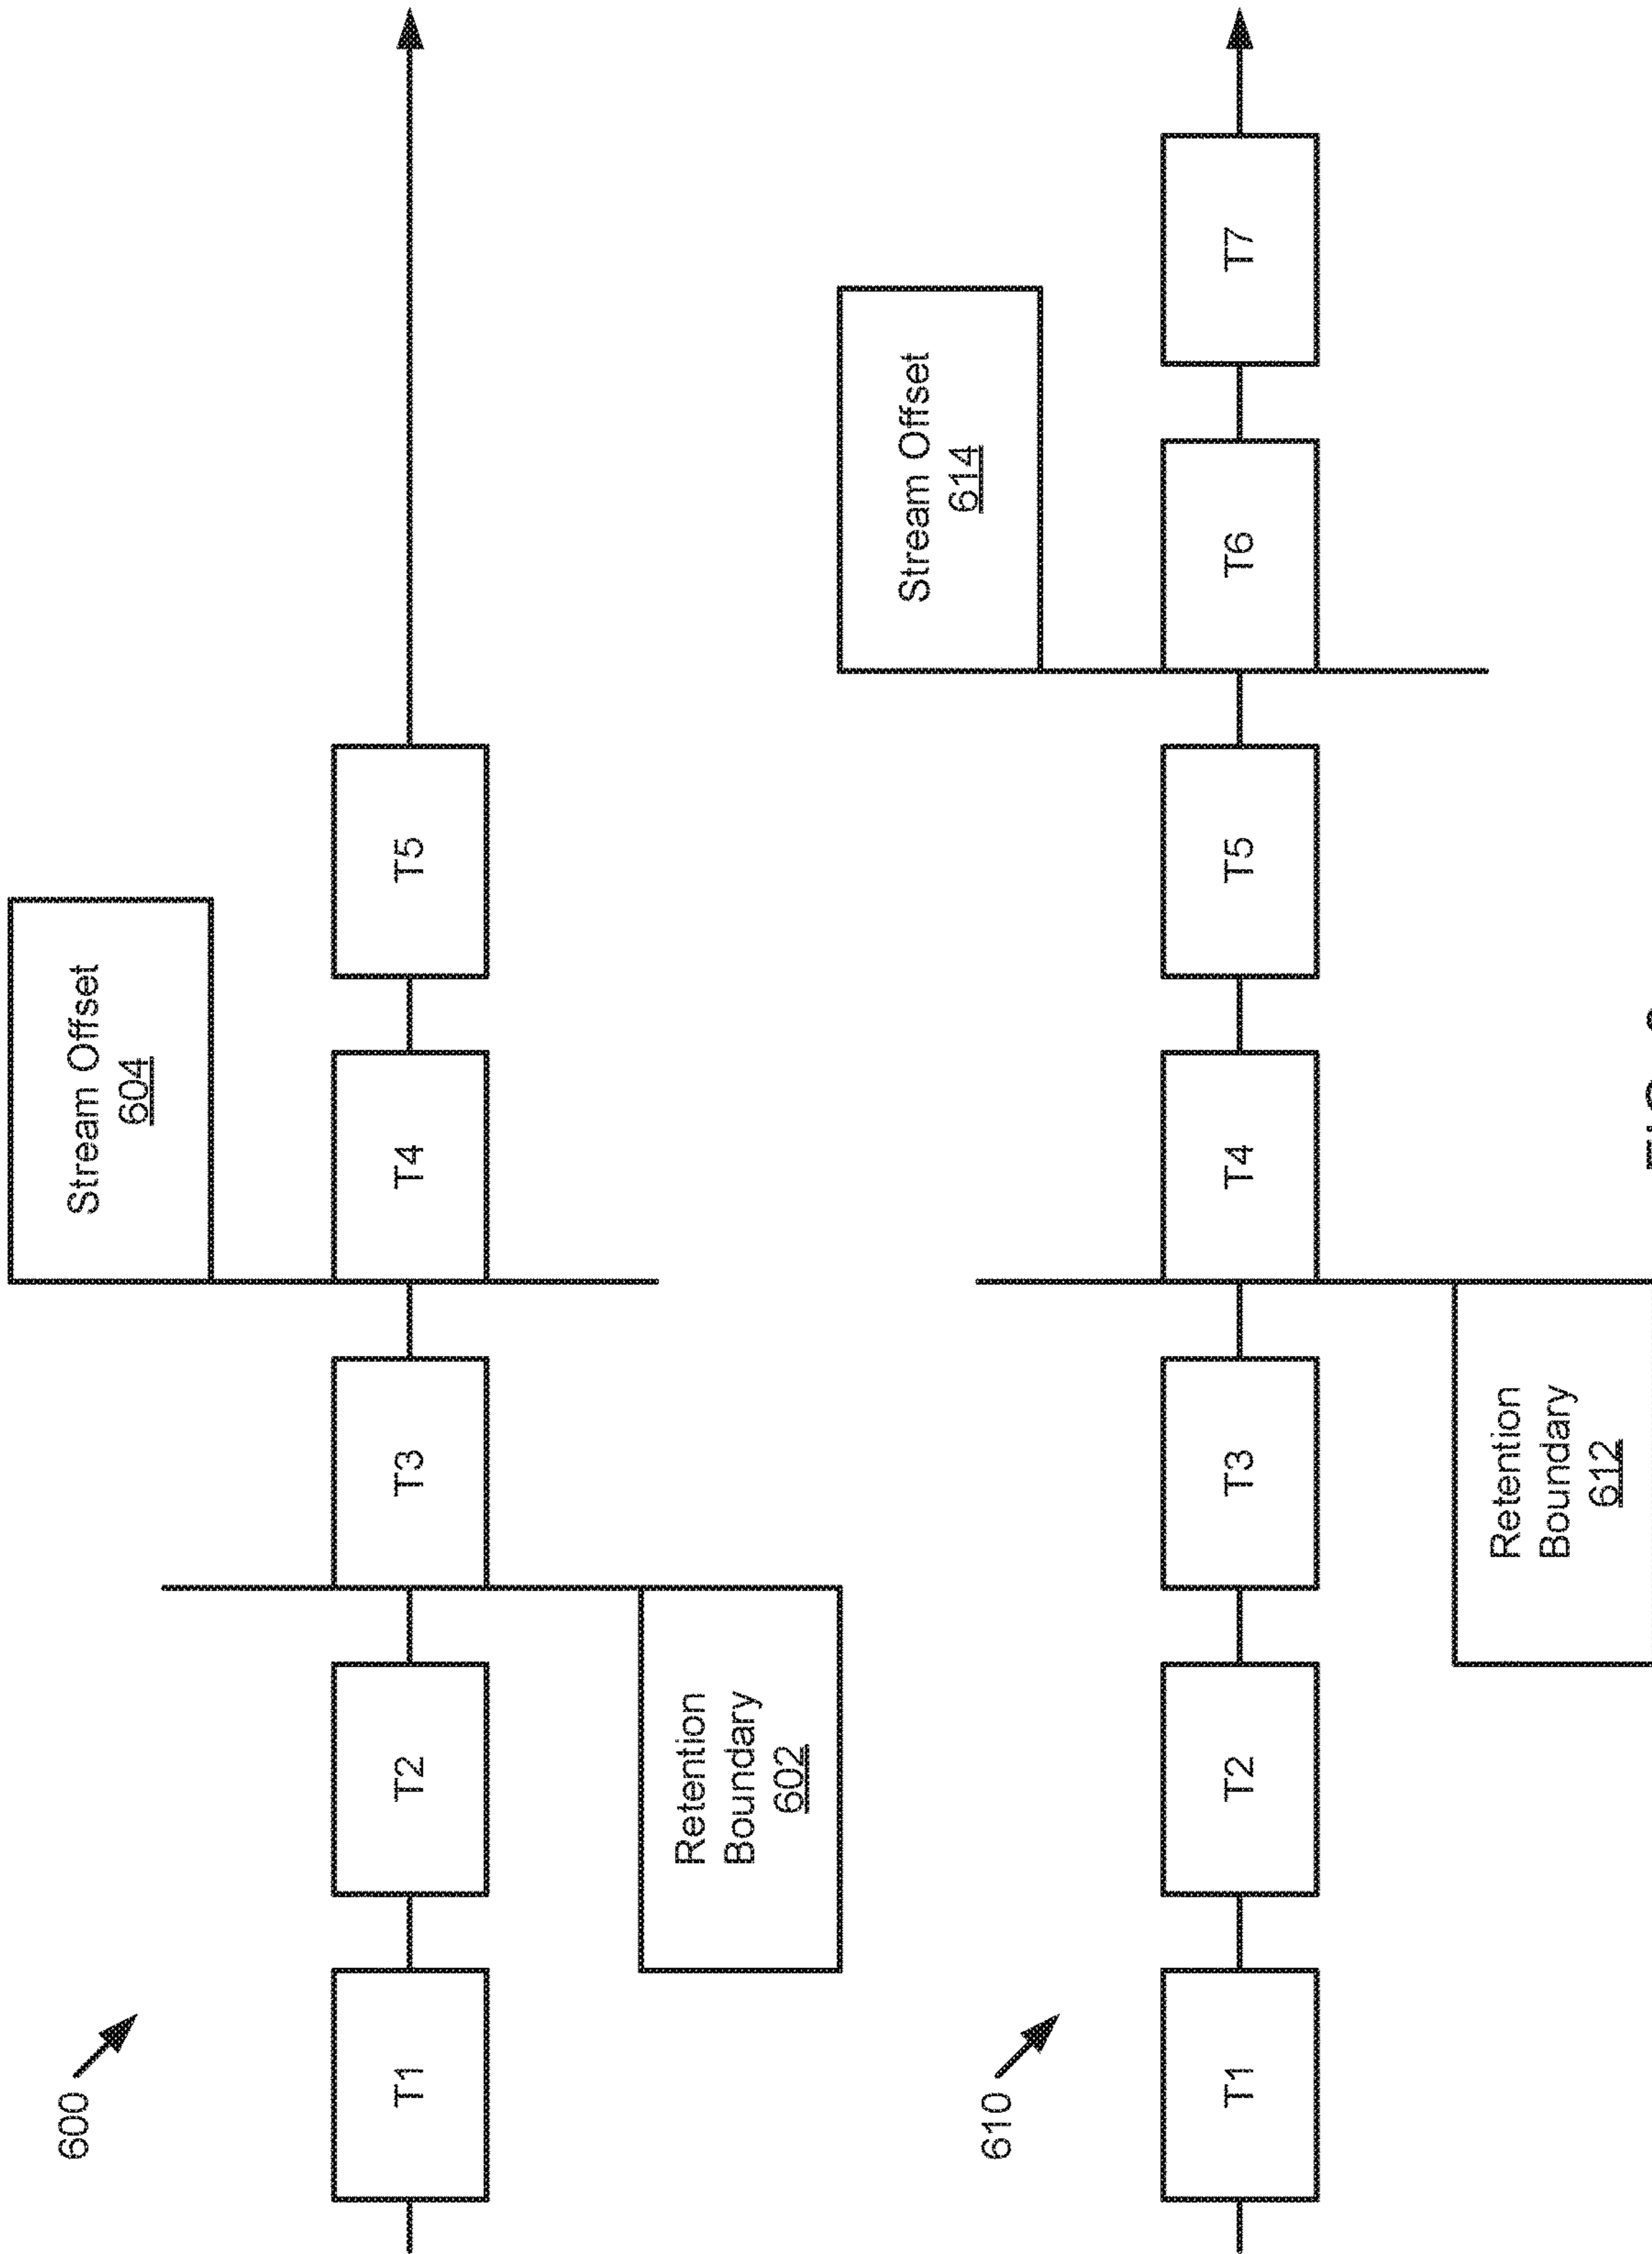 600
Stream Offset
604
T1
T2
T3
T4
T5
Retention
Boundary
602
610
Stream Offset
614
T1
T2
T3
T4
T5
T6
T7
Retention
Boundary
612